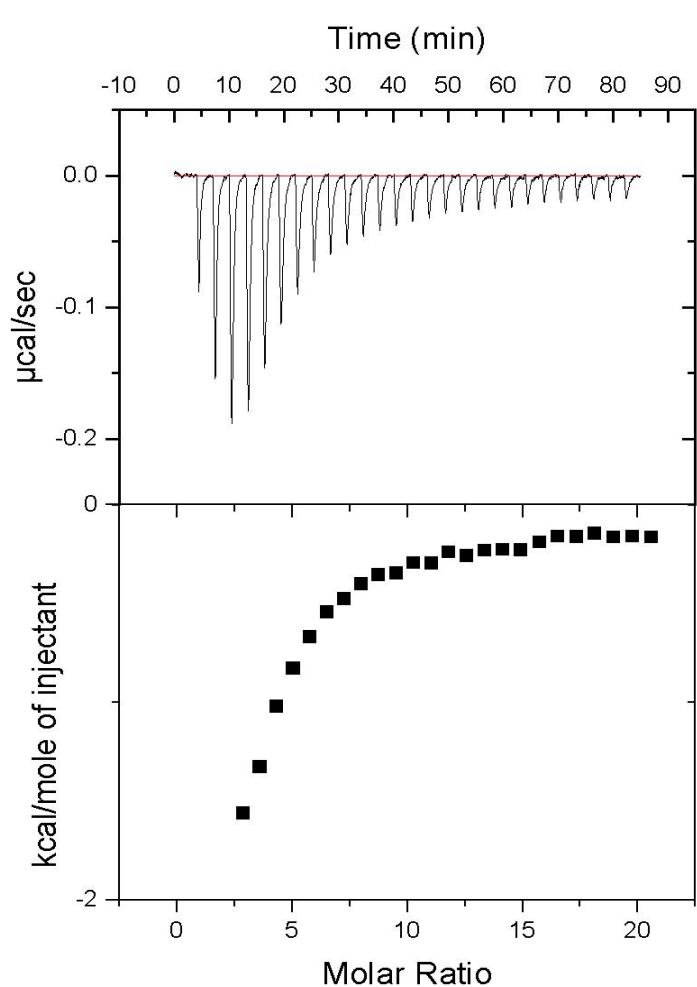 Time (min)
-10 0 10 20 30 40 50 60 70 80 90
0.0
-0.1
-0.2
µcal/sec
0
-2
kcal/mole of injectant
0 5 10 15 20
Molar Ratio